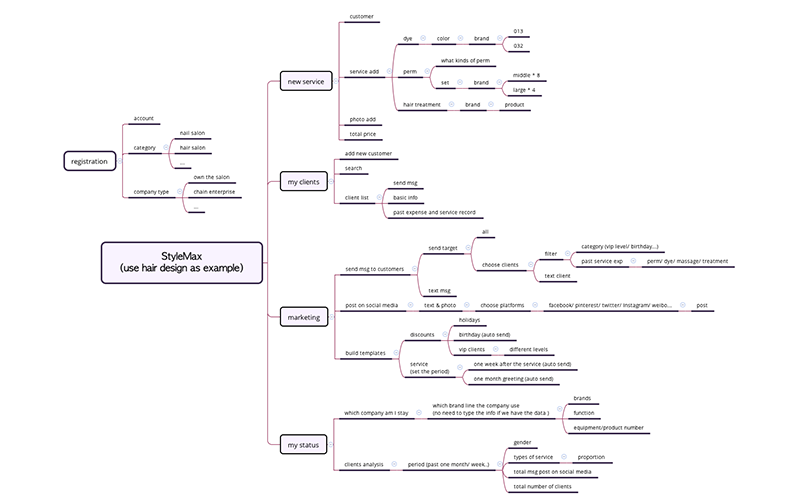 registration
account
category
nail salon
hair salon
...
company type
own the salon
chain enterprise
...
StyleMax
(use hair design as example)
new service
customer
service add
dye
color
brand
013
032
perm
what kinds of perm
set
brand
middle * 8
large * 4
hair treatment
brand
product
photo add
total price
my clients
add new customer
search
client list
send msg
basic info
past expense and service record
marketing
send msg to customers
send target
all
choose clients
filter
category (vip level/ birthday...)
past service exp
perm/ dye/ massage/ treatment
text client
text msg
post on social media
text & photo
choose platforms
facebook/ pinterest/ twitter/ instagram/ weibo...
post
build templates
discounts
holidays
birthday (auto send)
vip clients
different levels
service
(set the period)
one week after the service (auto send)
one month greeting (auto send)
my status
which company am I stay
which brand line the company use
(no need to type the info if we have the data )
brands
function
equipment/product number
clients analysis
period (past one month/ week..)
gender
types of service
proportion
total msg post on social media
total number of clients